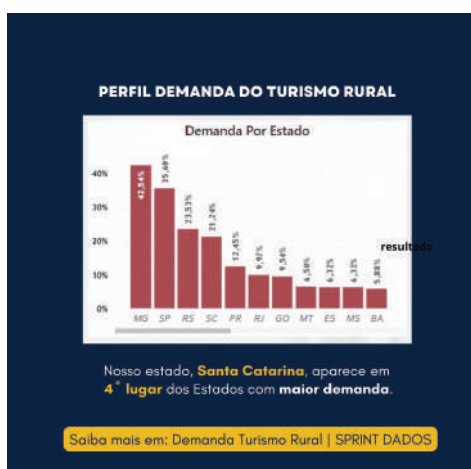 PERFIL DEMANDA DO TURISMO RURAL
Demanda Por Estado
40%
30%
20%
10%
0%
42,54%
35,60%
23,53%
21,24%
12,45%
9,97%
9,54%
6,50%
6,32%
6,32%
5,88%
resultado
MG SP RS SC PR RJ GO MT ES MS BA
Nosso estado, Santa Catarina, aparece em
4° lugar dos Estados com maior demanda.
Saiba mais em: Demanda Turismo Rural | SPRINT DADOS